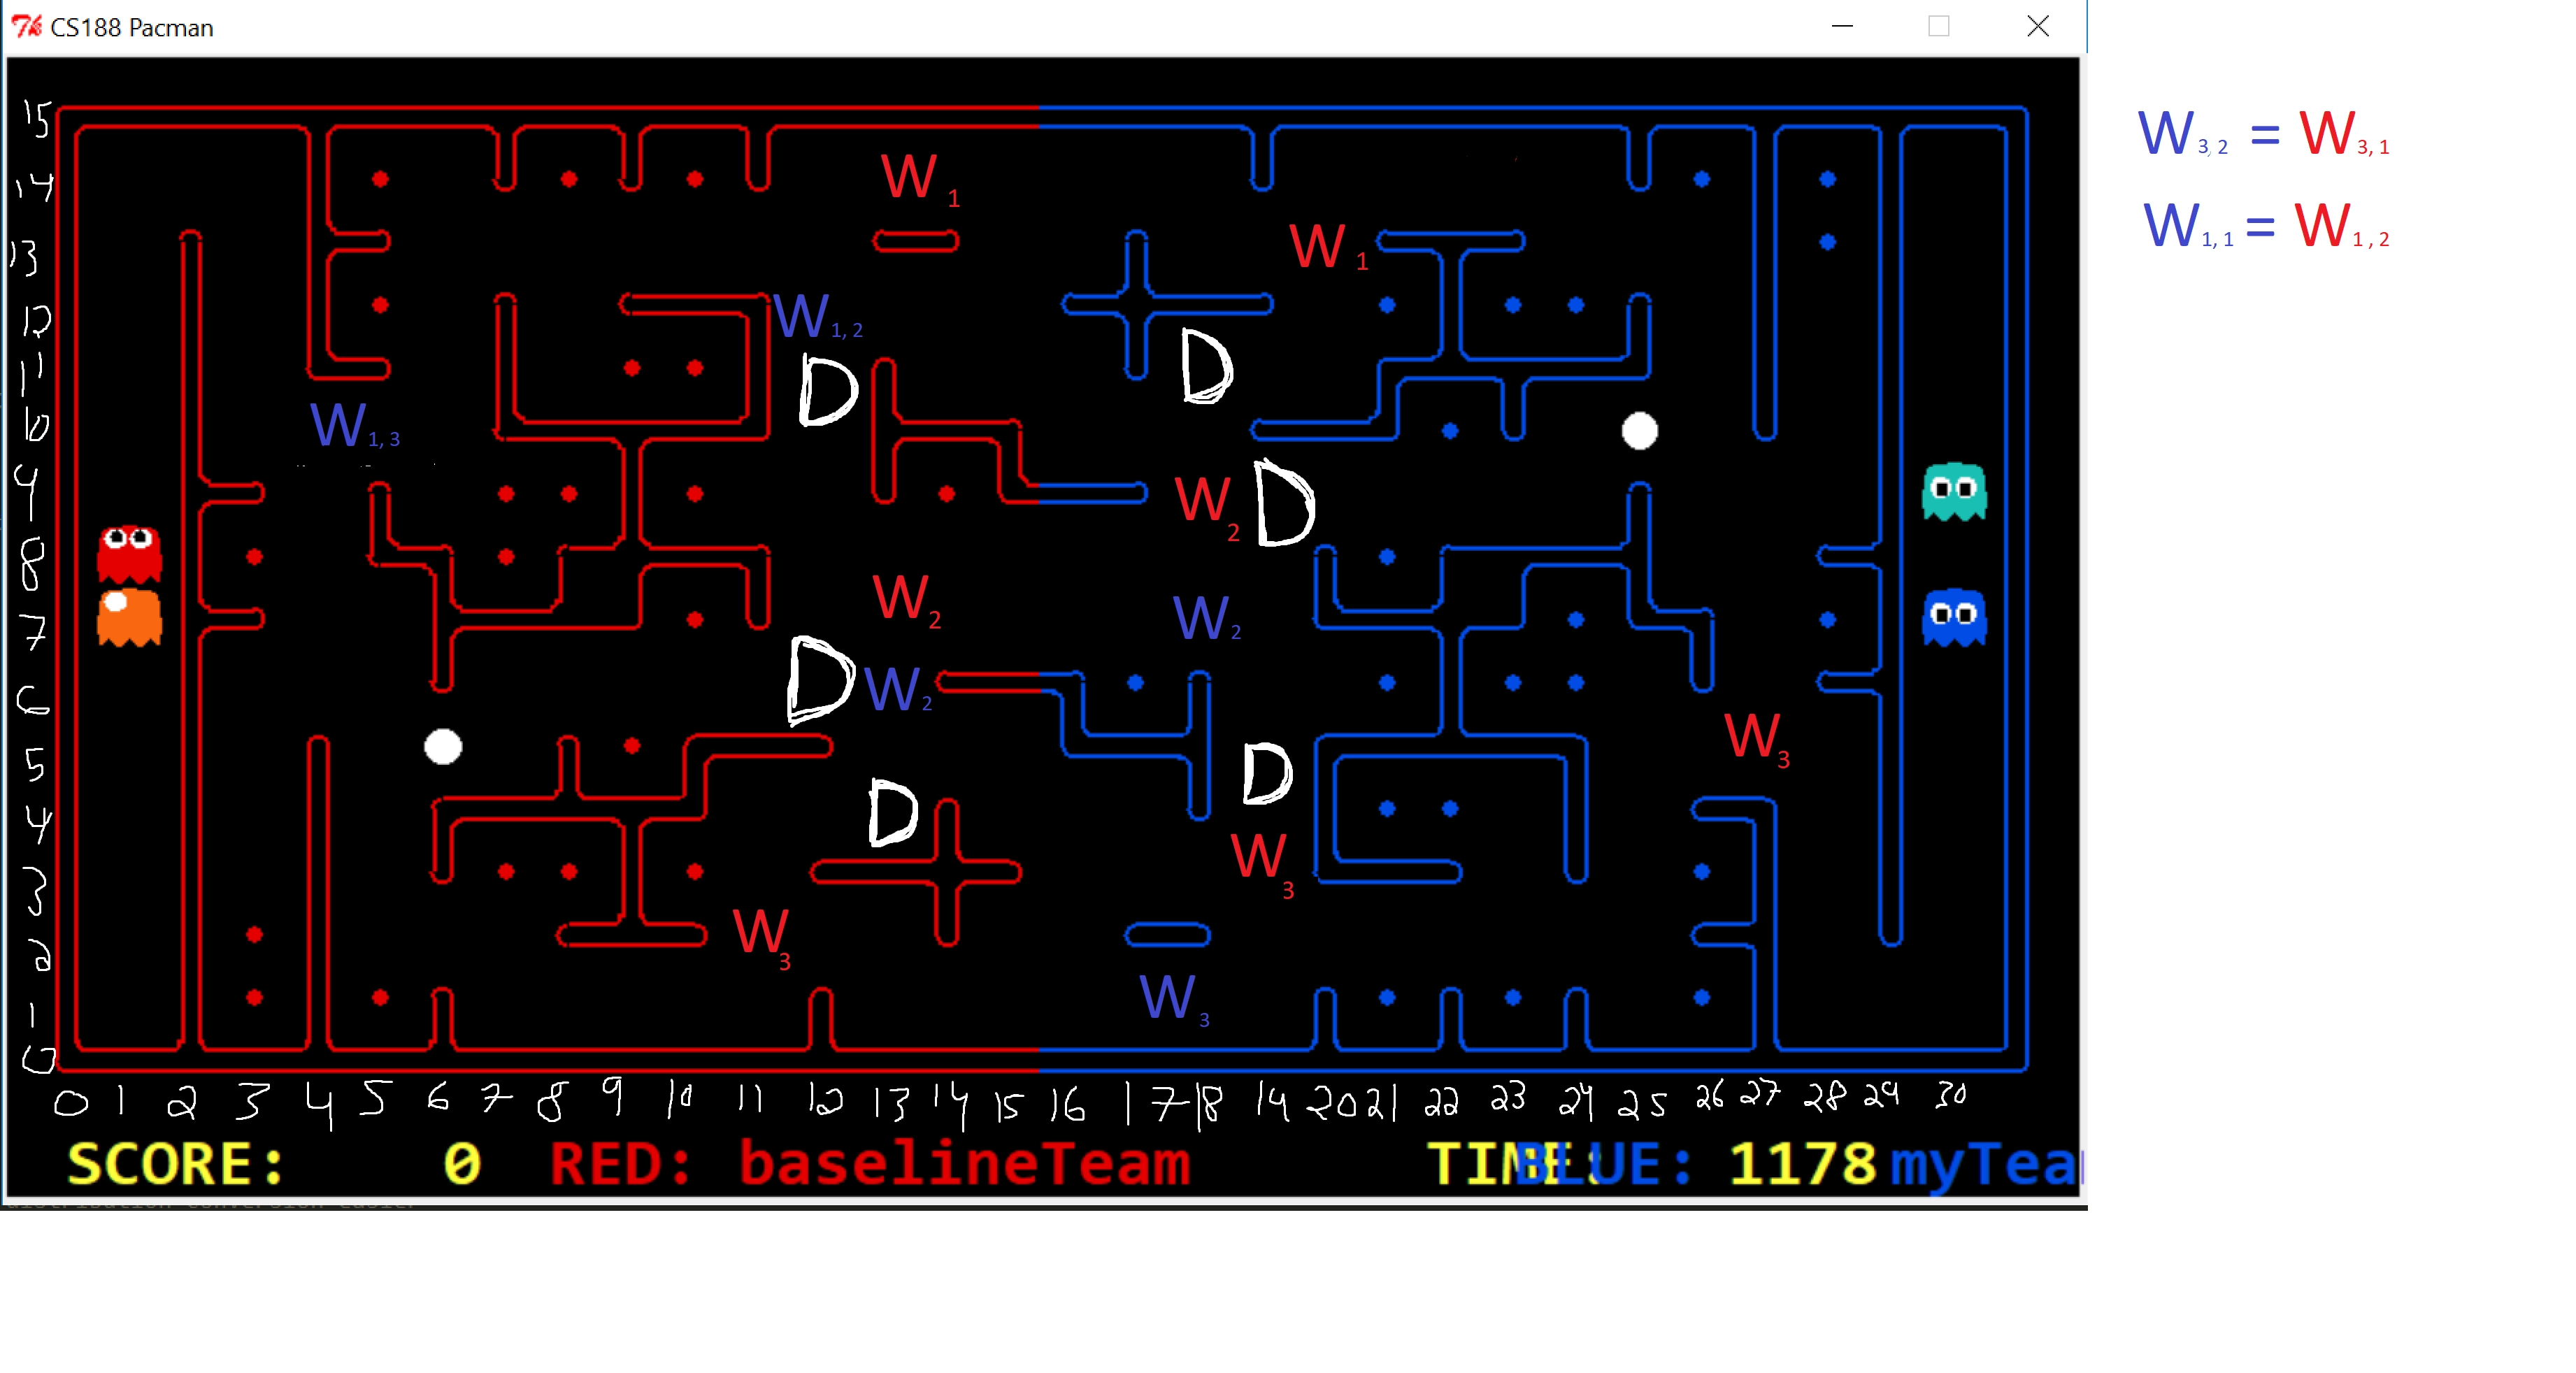 CS188 Pacman
W3, 2 = W3, 1
W1, 1 = W1, 2
15
14
W1
13
W1
12
W1, 2
D
11
D
10
W1, 3
9
W2
D
8
W2
7
W2
D
W2
6
5
W3
D
4
D
W3
3
W3
2
W3
1
0
0 1 2 3 4 5 6 7 8 9 10 11 12 13 14 15 16 17 18 19 20 21 22 23 24 25 26 27 28 29 30
SCORE: 0 RED: baselineTeam TIME: BLUE: 1178 myTea